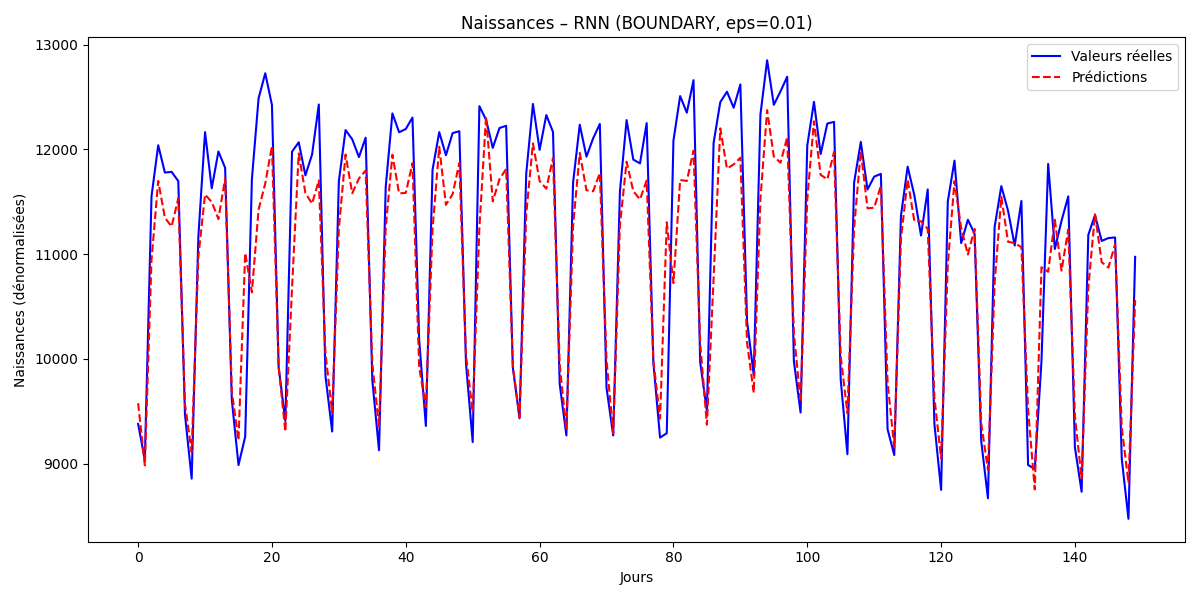 Naissances – RNN (BOUNDARY, eps=0.01)
Valeurs réelles
Prédictions
13000
12000
11000
10000
9000
Naissances (dénormalisées)
0 20 40 60 80 100 120 140
Jours